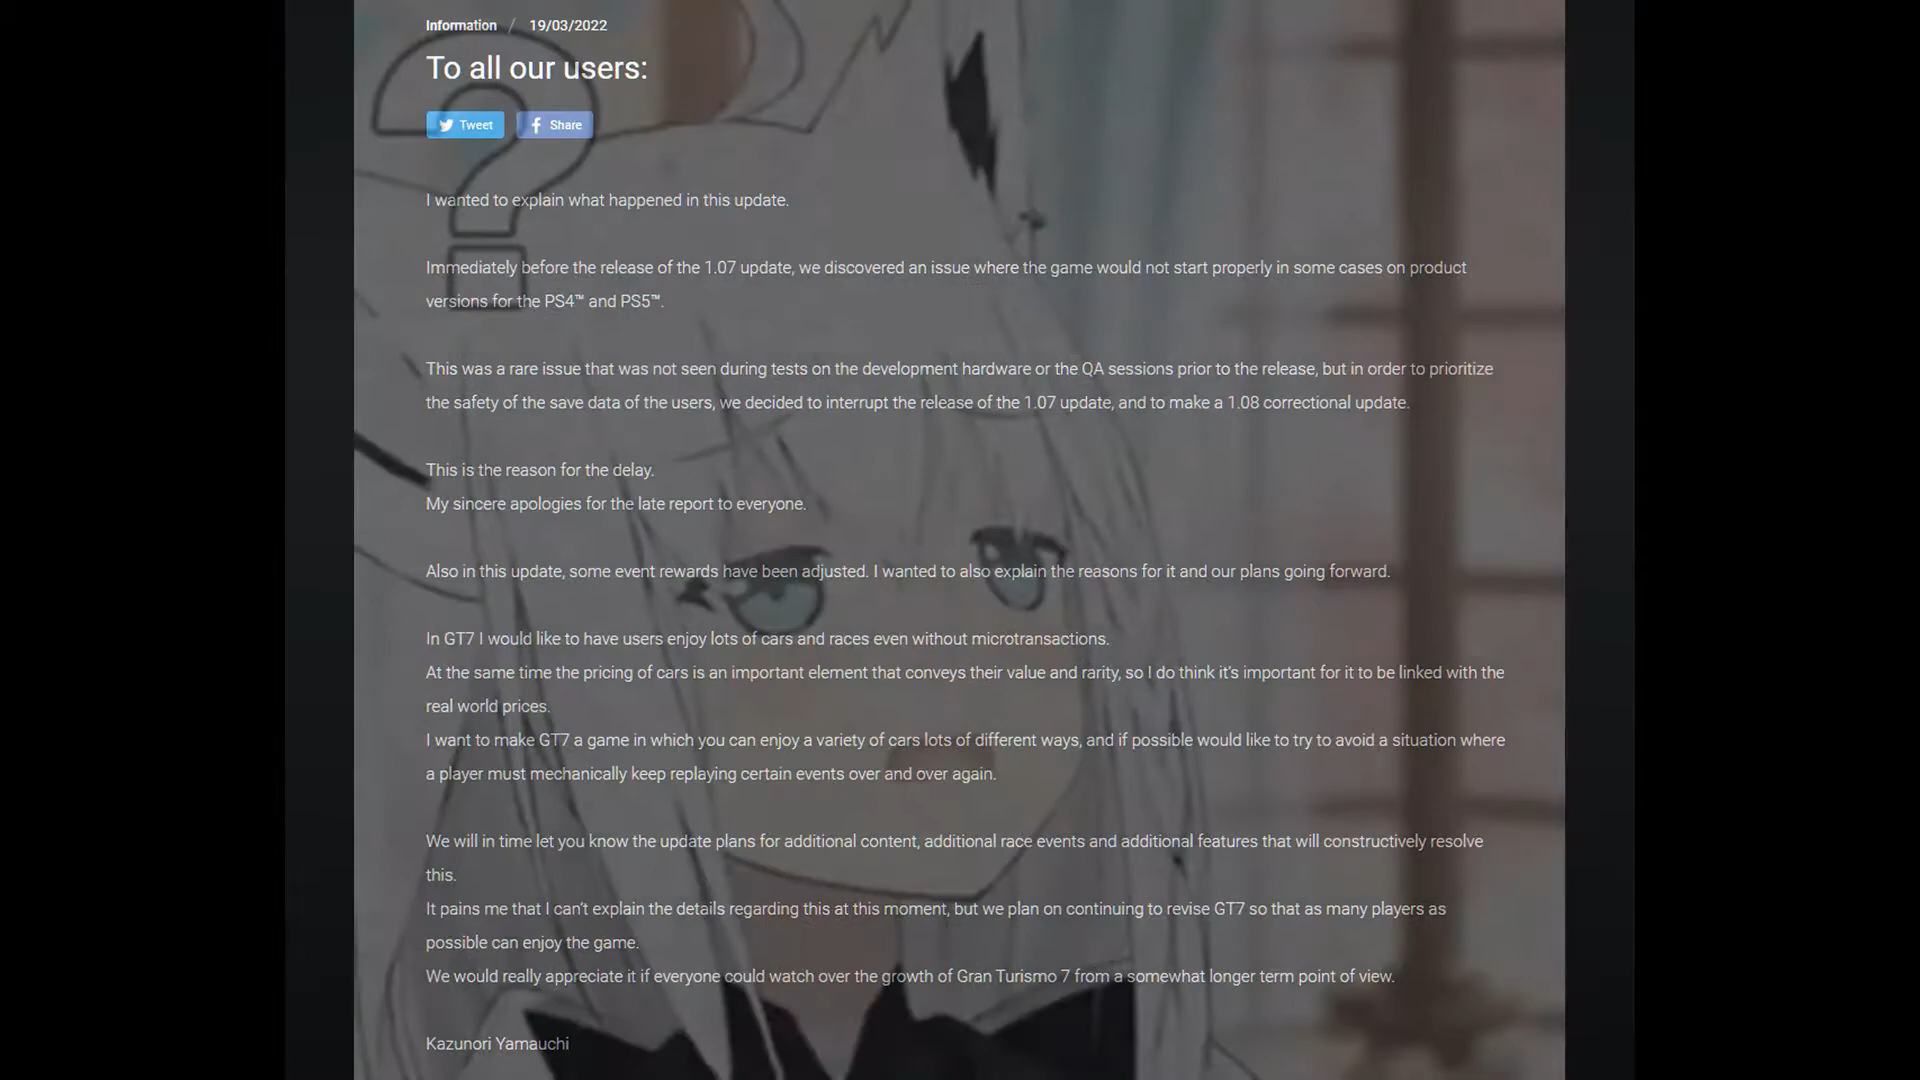 Information / 19/03/2022
To all our users:
Tweet Share
I wanted to explain what happened in this update.
Immediately before the release of the 1.07 update, we discovered an issue where the game would not start properly in some cases on product
versions for the PS4™ and PS5™.
This was a rare issue that was not seen during tests on the development hardware or the QA sessions prior to the release, but in order to prioritize
the safety of the save data of the users, we decided to interrupt the release of the 1.07 update, and to make a 1.08 correctional update.
This is the reason for the delay.
My sincere apologies for the late report to everyone.
Also in this update, some event rewards have been adjusted. I wanted to also explain the reasons for it and our plans going forward.
In GT7 I would like to have users enjoy lots of cars and races even without microtransactions.
At the same time the pricing of cars is an important element that conveys their value and rarity, so I do think it's important for it to be linked with the
real world prices.
I want to make GT7 a game in which you can enjoy a variety of cars lots of different ways, and if possible would like to try to avoid a situation where
a player must mechanically keep replaying certain events over and over again.
We will in time let you know the update plans for additional content, additional race events and additional features that will constructively resolve
this.
It pains me that I can't explain the details regarding this at this moment, but we plan on continuing to revise GT7 so that as many players as
possible can enjoy the game.
We would really appreciate it if everyone could watch over the growth of Gran Turismo 7 from a somewhat longer term point of view.
Kazunori Yamauchi